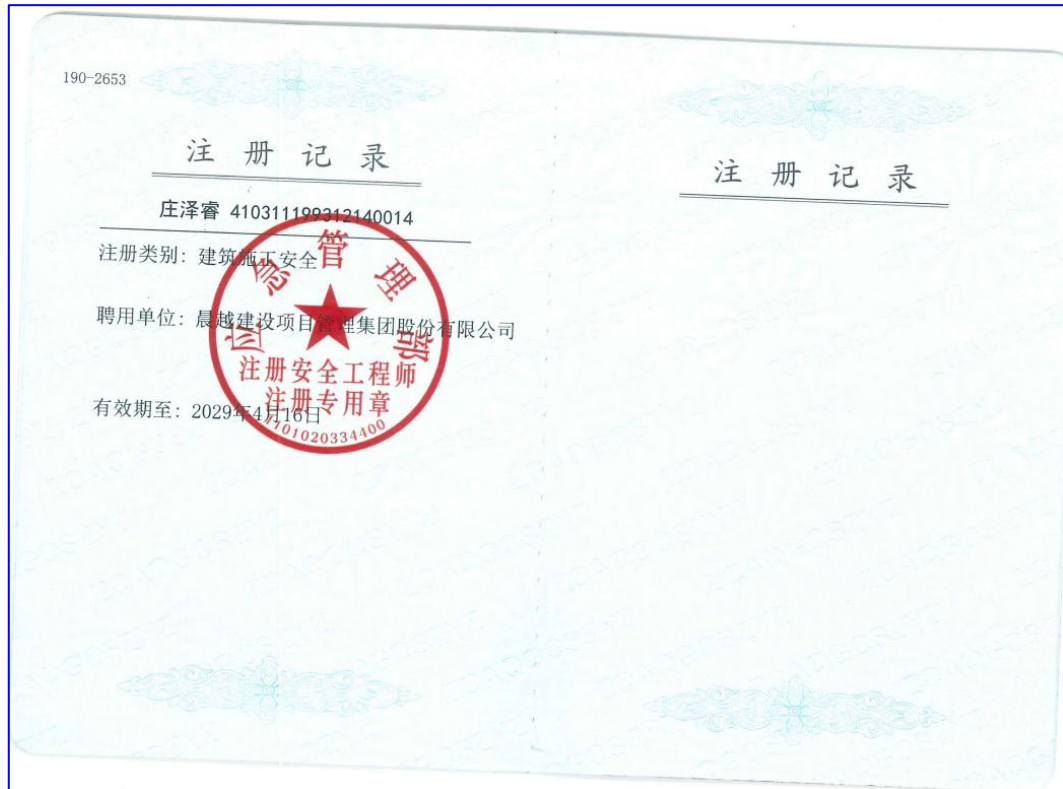 190-2653
注册记录
庄泽睿 410311199312140014
注册类别: 建筑施工安全
聘用单位: 晨越建设项目管理集团股份有限公司
有效期至: 2029年4月16日
应急管理部
注册安全工程师
注册专用章
1101020334400
注册记录